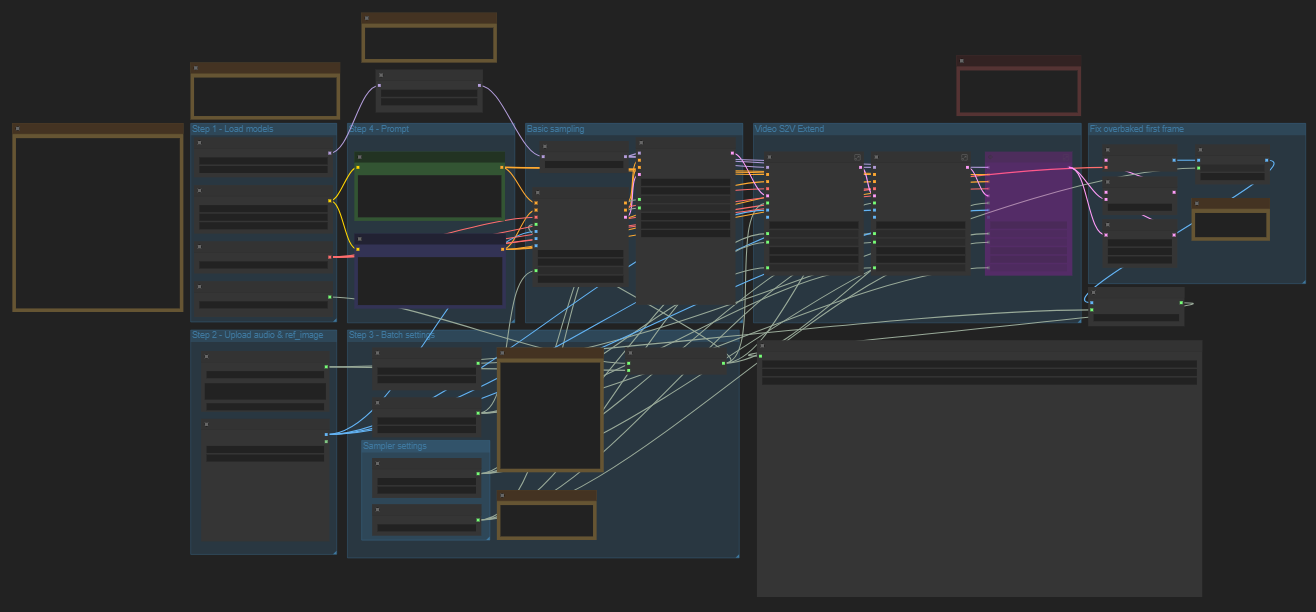 Step 1 - Load models
Step 4 - Prompt
Basic sampling
Video S2V Extend
Fix overbaked first frame
Step 2 - Upload audio & ref_image
Step 3 - Batch settings
Sampler settings